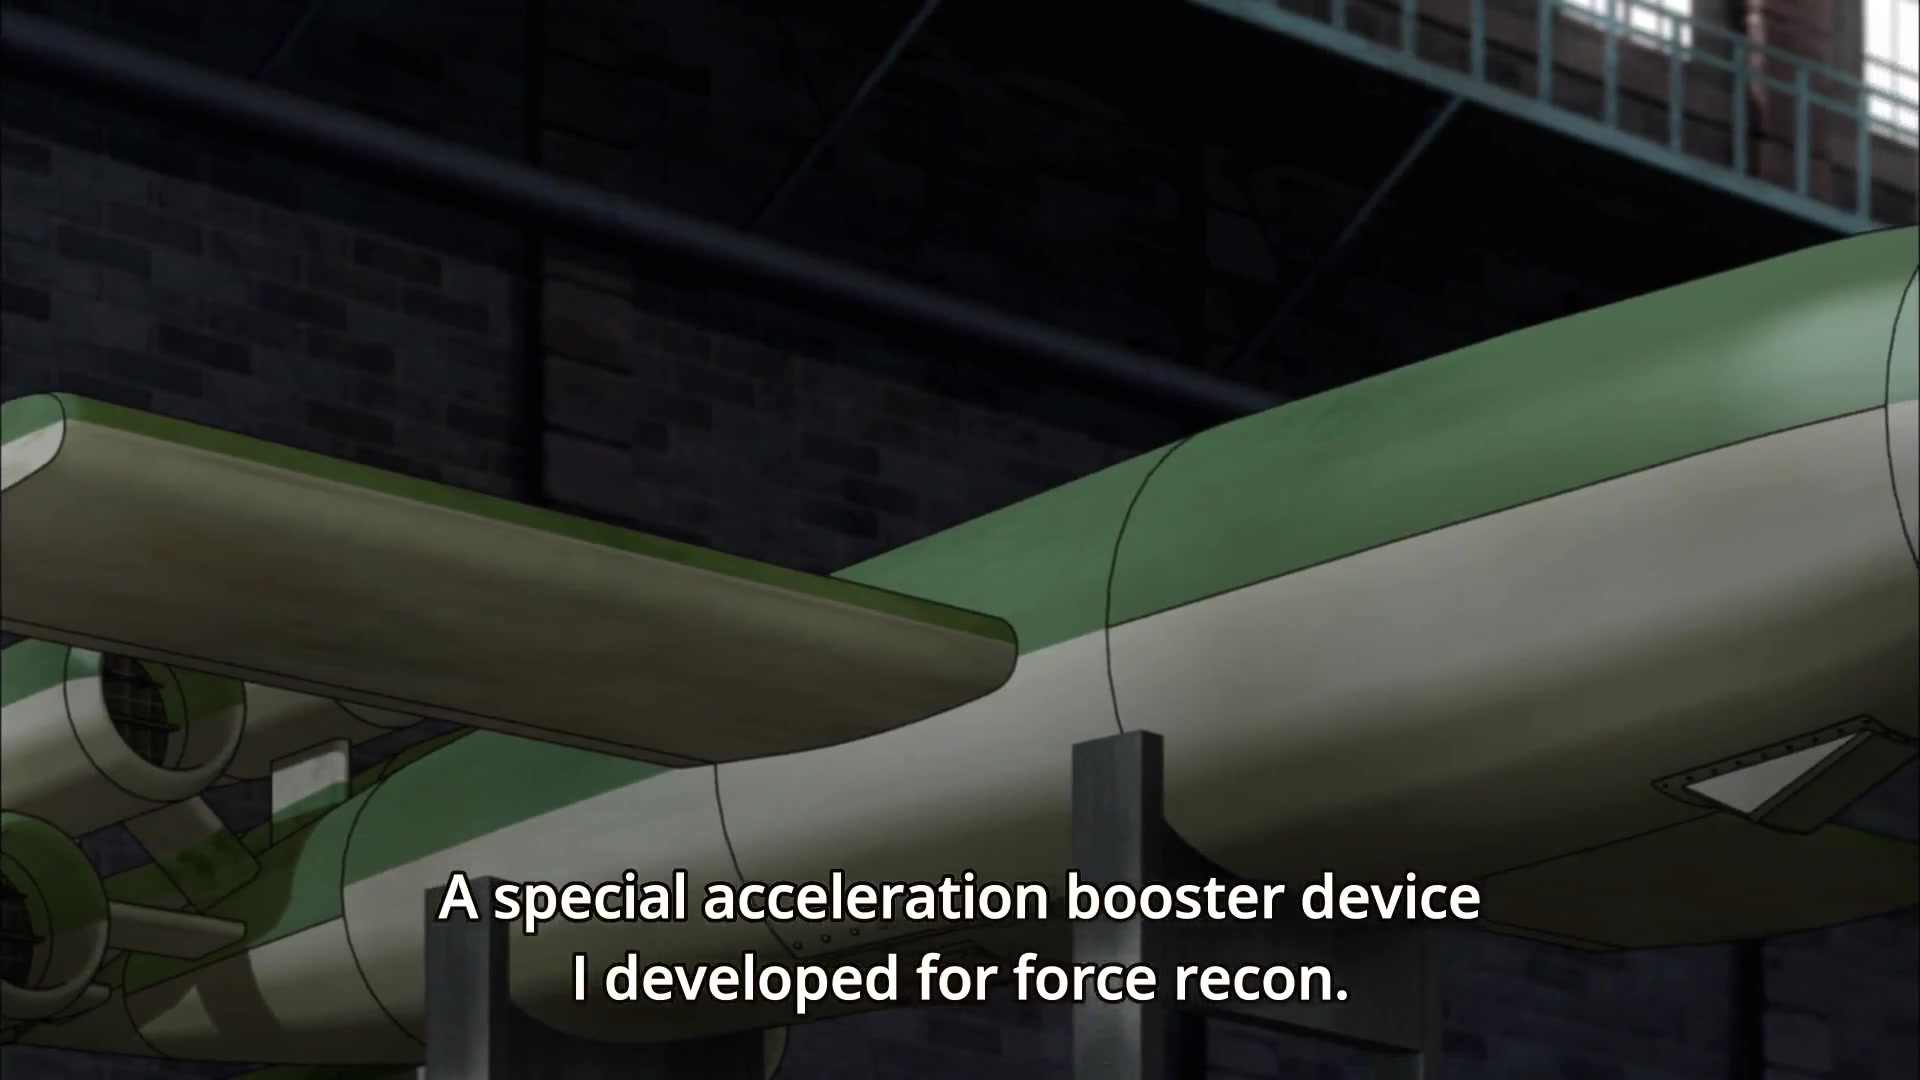 A special acceleration booster device
I developed for force recon.